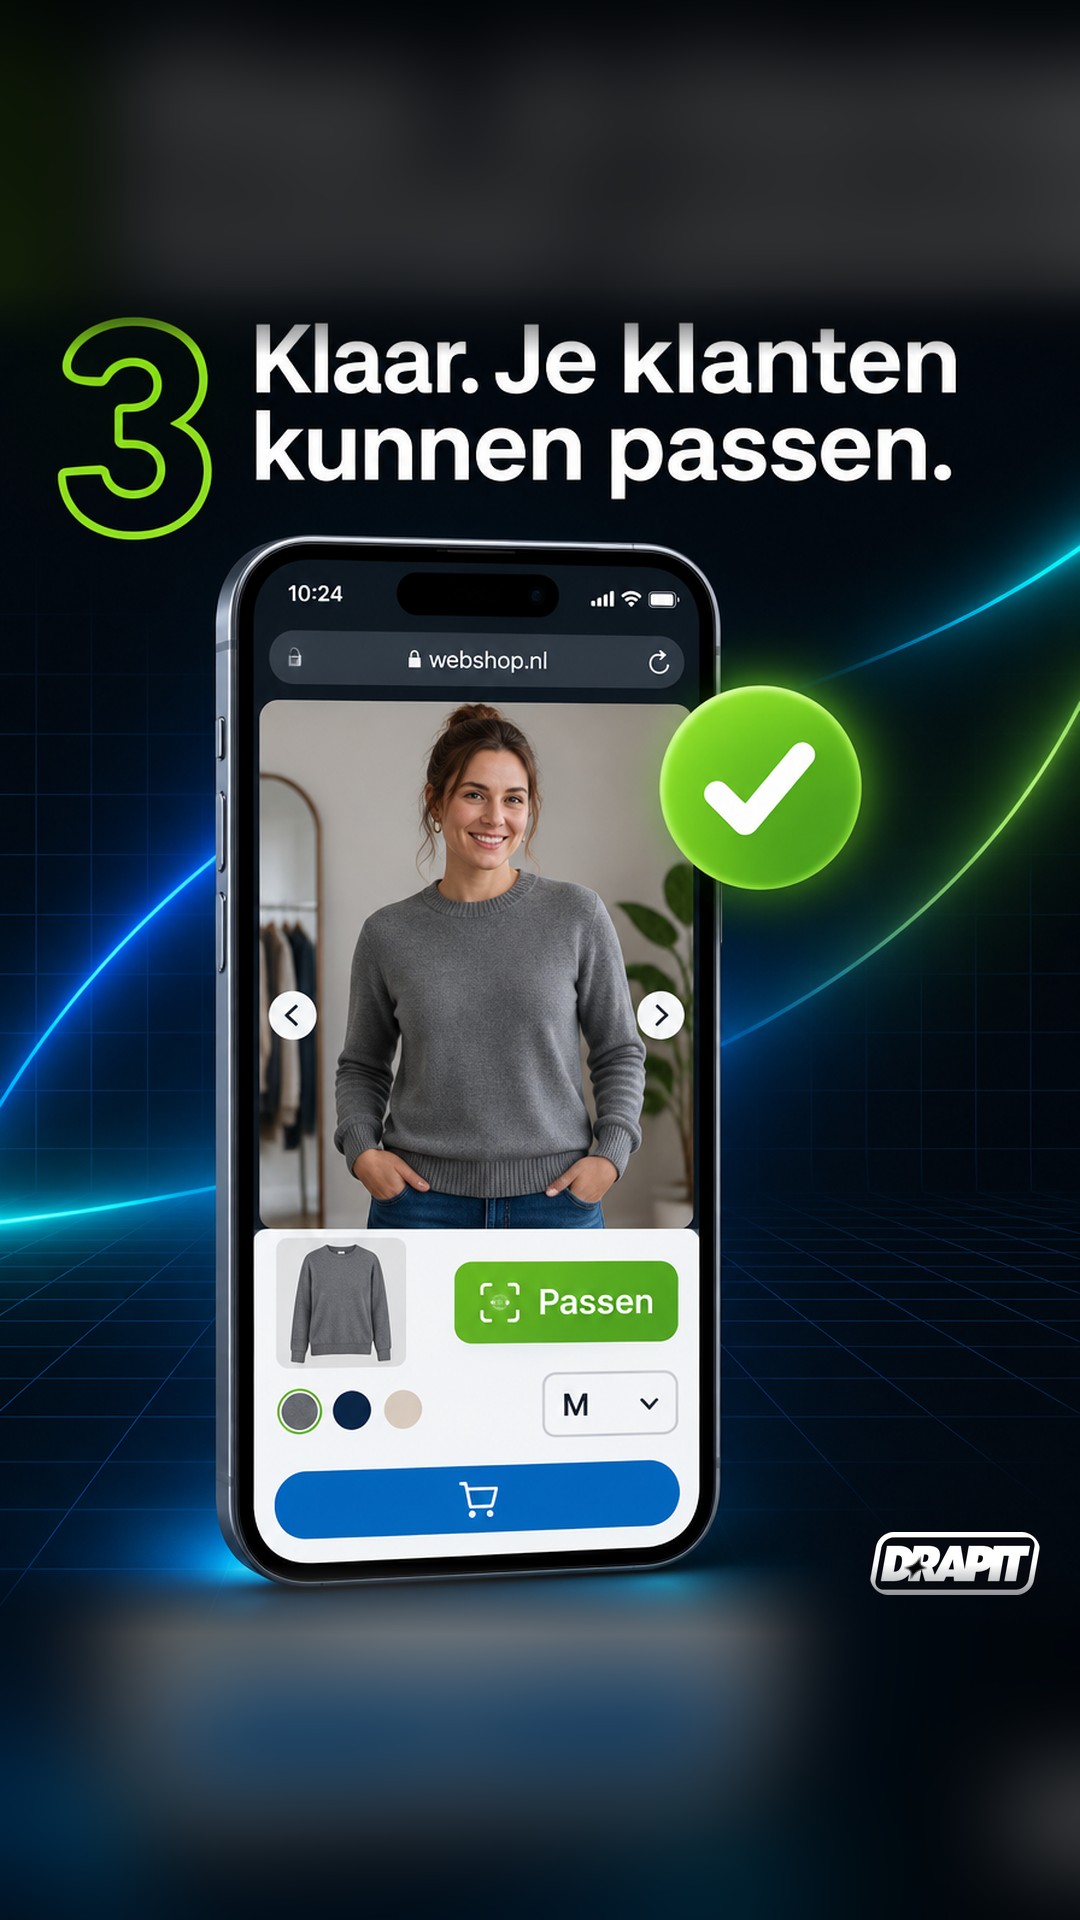 3
Klaar. Je klanten
kunnen passen.
10:24
webshop.nl
Passen
M
DRAPIT